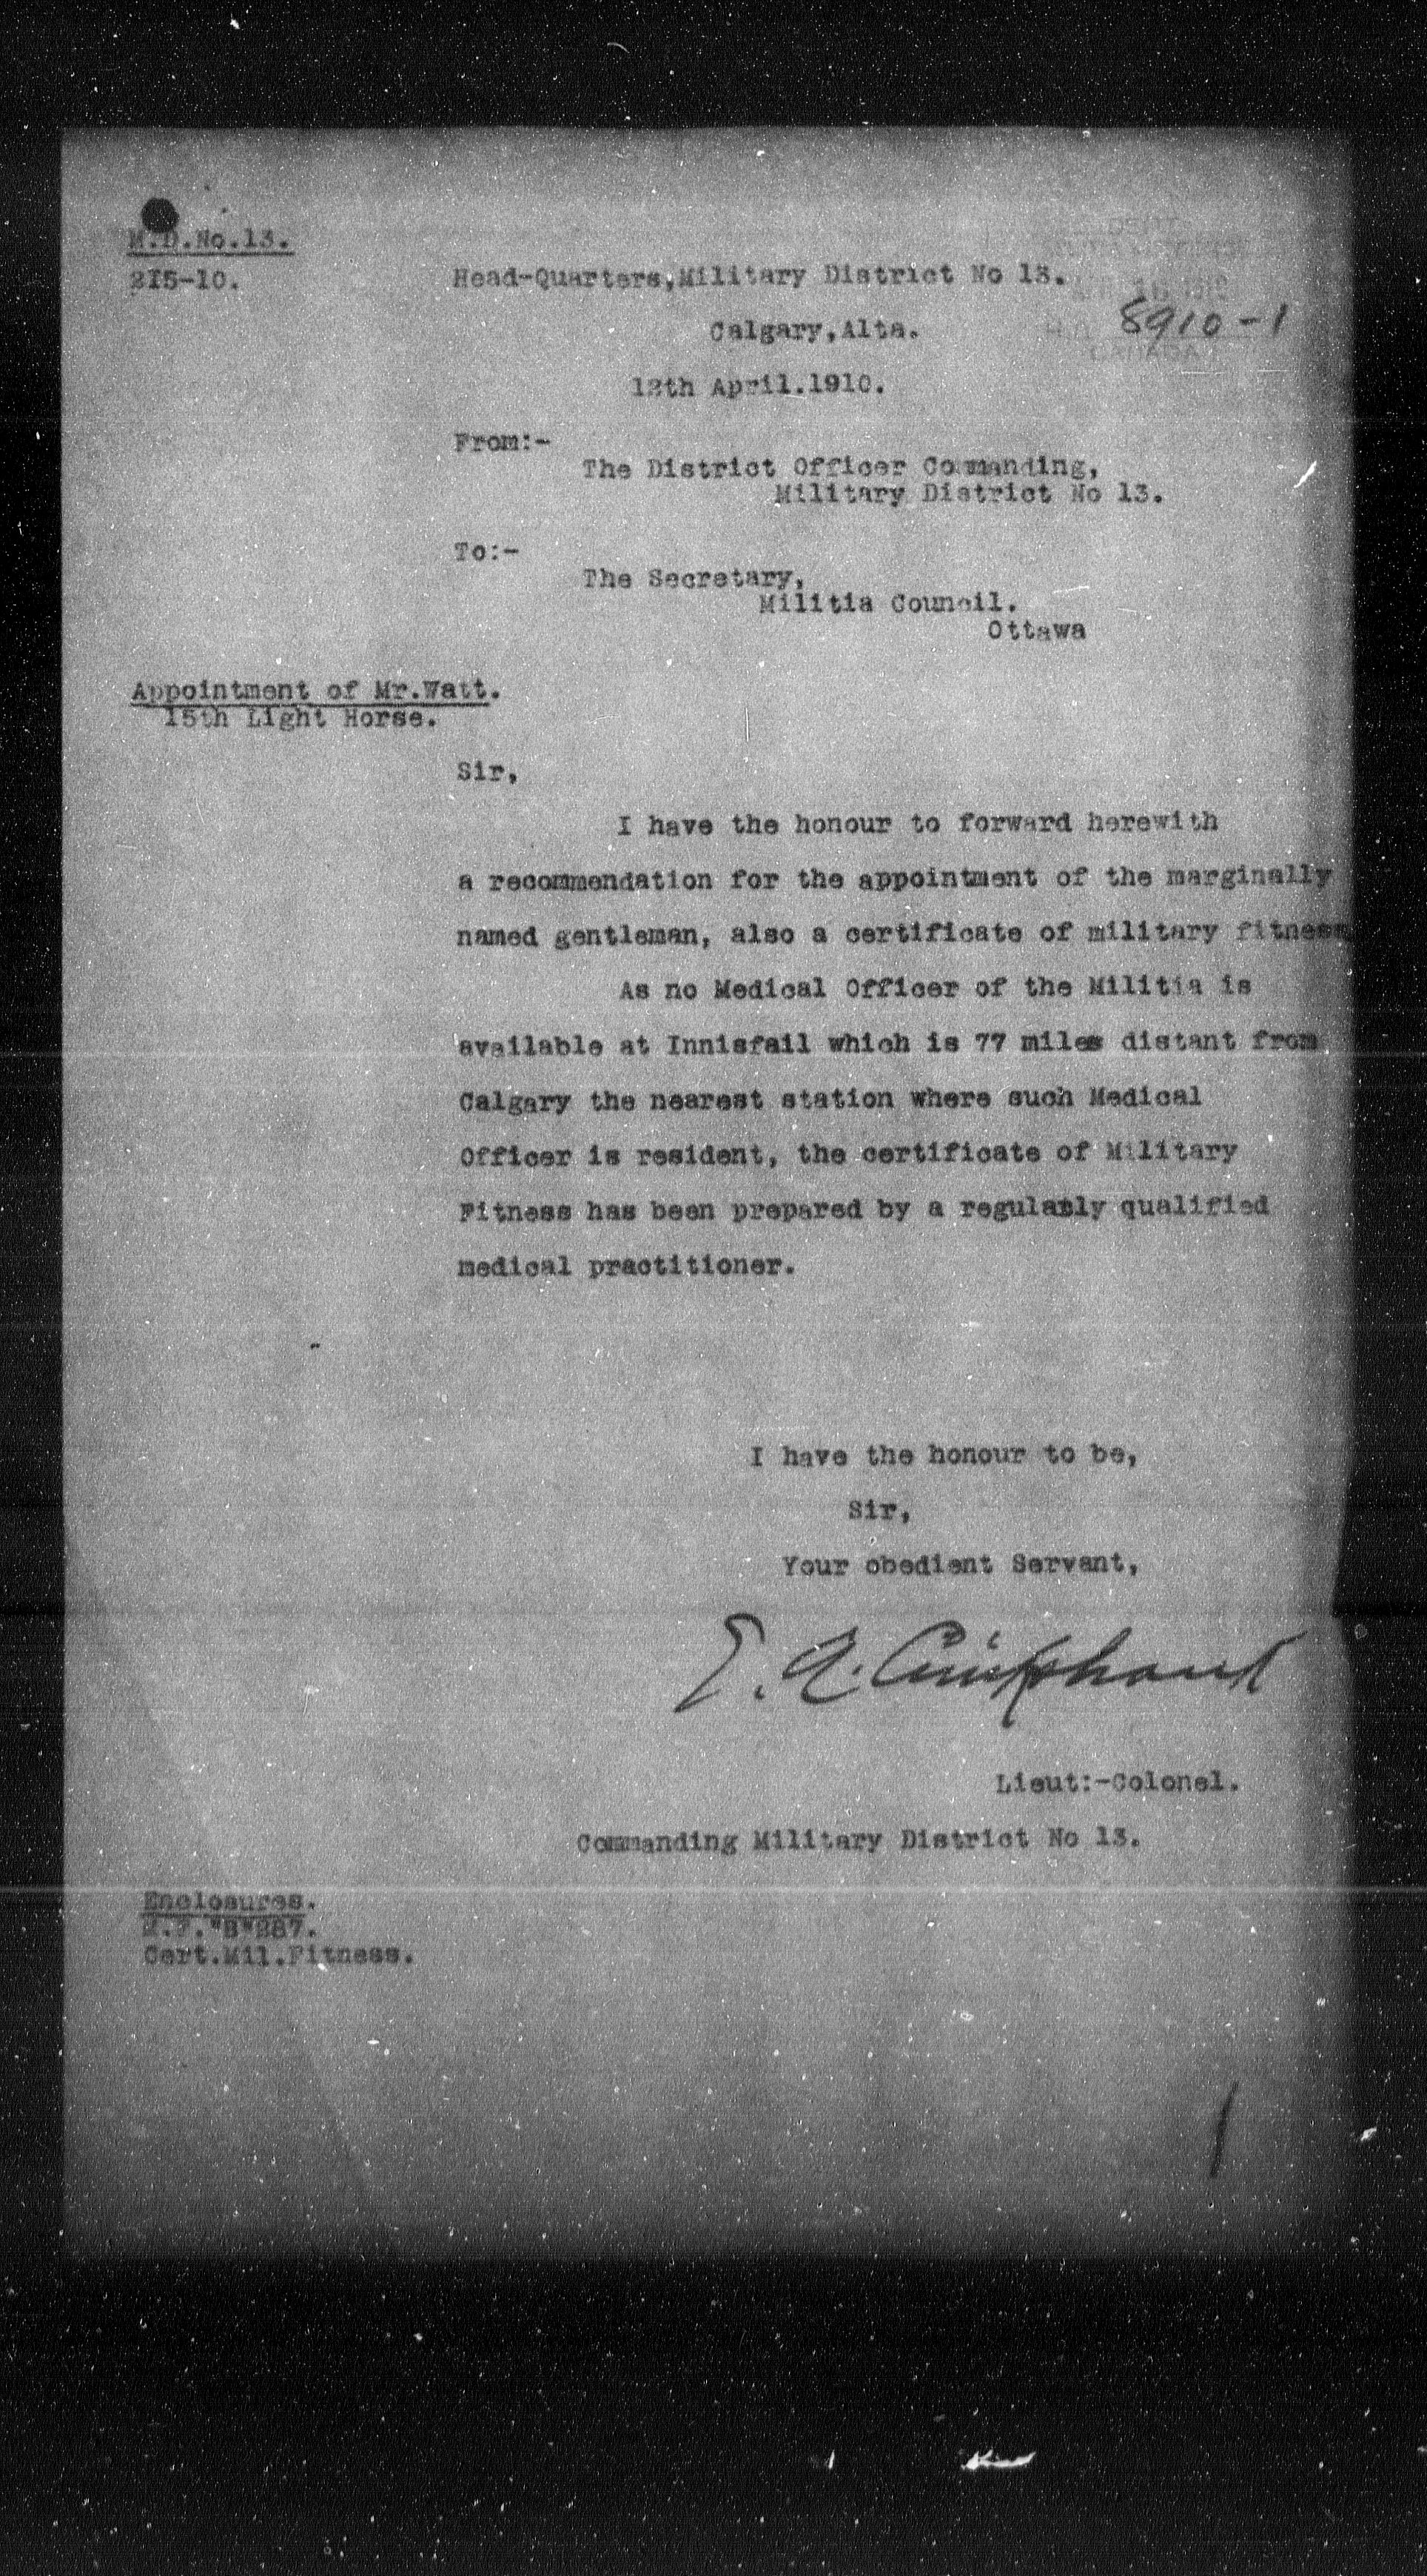 M.D.No.13.
215-10.
Head-Quarters,Military District No 13.
DEPT.
16 1910
8910-1
Calgary,Alta.
CANADA
12th April.1910.
From:-
The District Officer Commanding,
Military District No 13.
To:-
The Secretary,
Militia Council.
Ottawa
Appointment of Mr.Watt.
15th Light Horse.
Sir,
I have the honour to forward herewith
a recommendation for the appointment of the marginally
named gentleman, also a certificate of military fitness
As no Medical Officer of the Militia is
available at Innisfail which is 77 miles distant from
Calgary the nearest station where such Medical
Officer is resident, the certificate of Military
Fitness has been prepared by a regularly qualified
medical practitioner.
I have the honour to be,
Sir,
Your obedient Servant,
E. A. Cruikshank
Lieut:-Colonel.
Commanding Military District No 13.
Enclosures.
M.F."B"287.
Cert.Mil.Fitness.